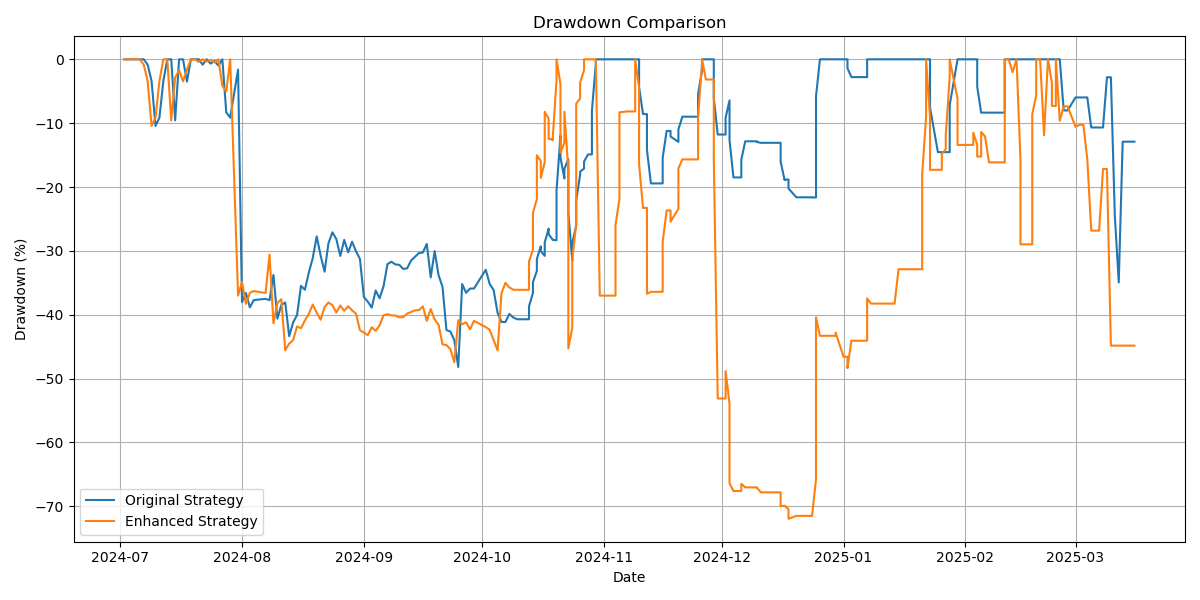 Drawdown Comparison
Drawdown (%)
0
−10
−20
−30
−40
−50
−60
−70
Original Strategy
Enhanced Strategy
2024-07 2024-08 2024-09 2024-10 2024-11 2024-12 2025-01 2025-02 2025-03
Date